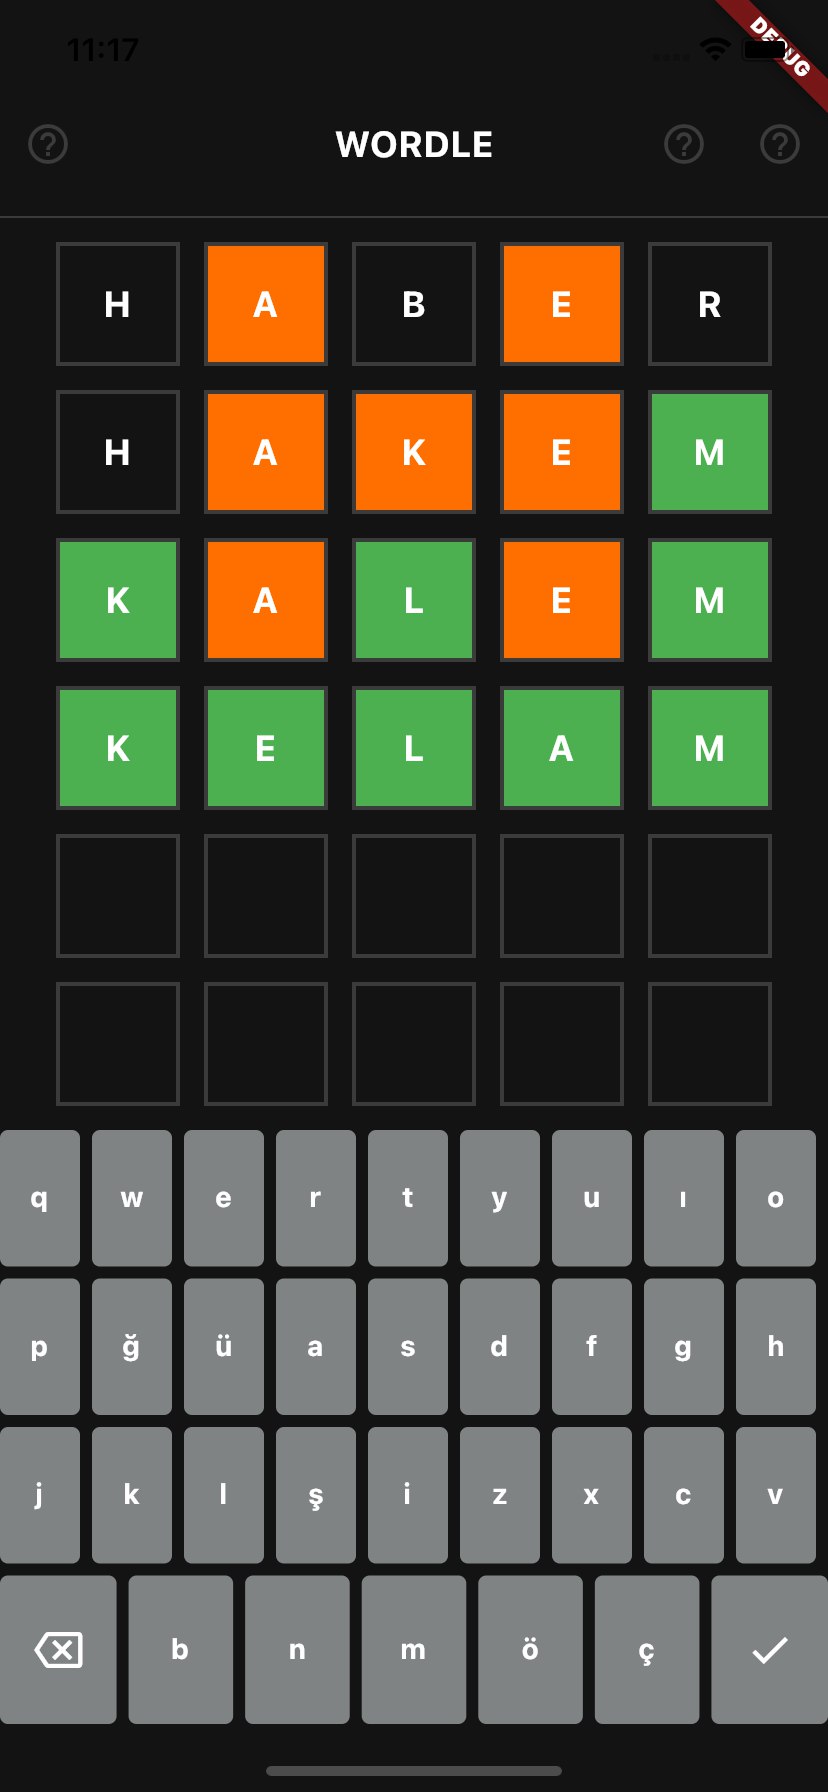 11:17
DEBUG
WORDLE
H A B E R
H A K E M
K A L E M
K E L A M
q w e r t y u ı o
p ğ ü a s d f g h
j k l ş i z x c v
b n m ö ç